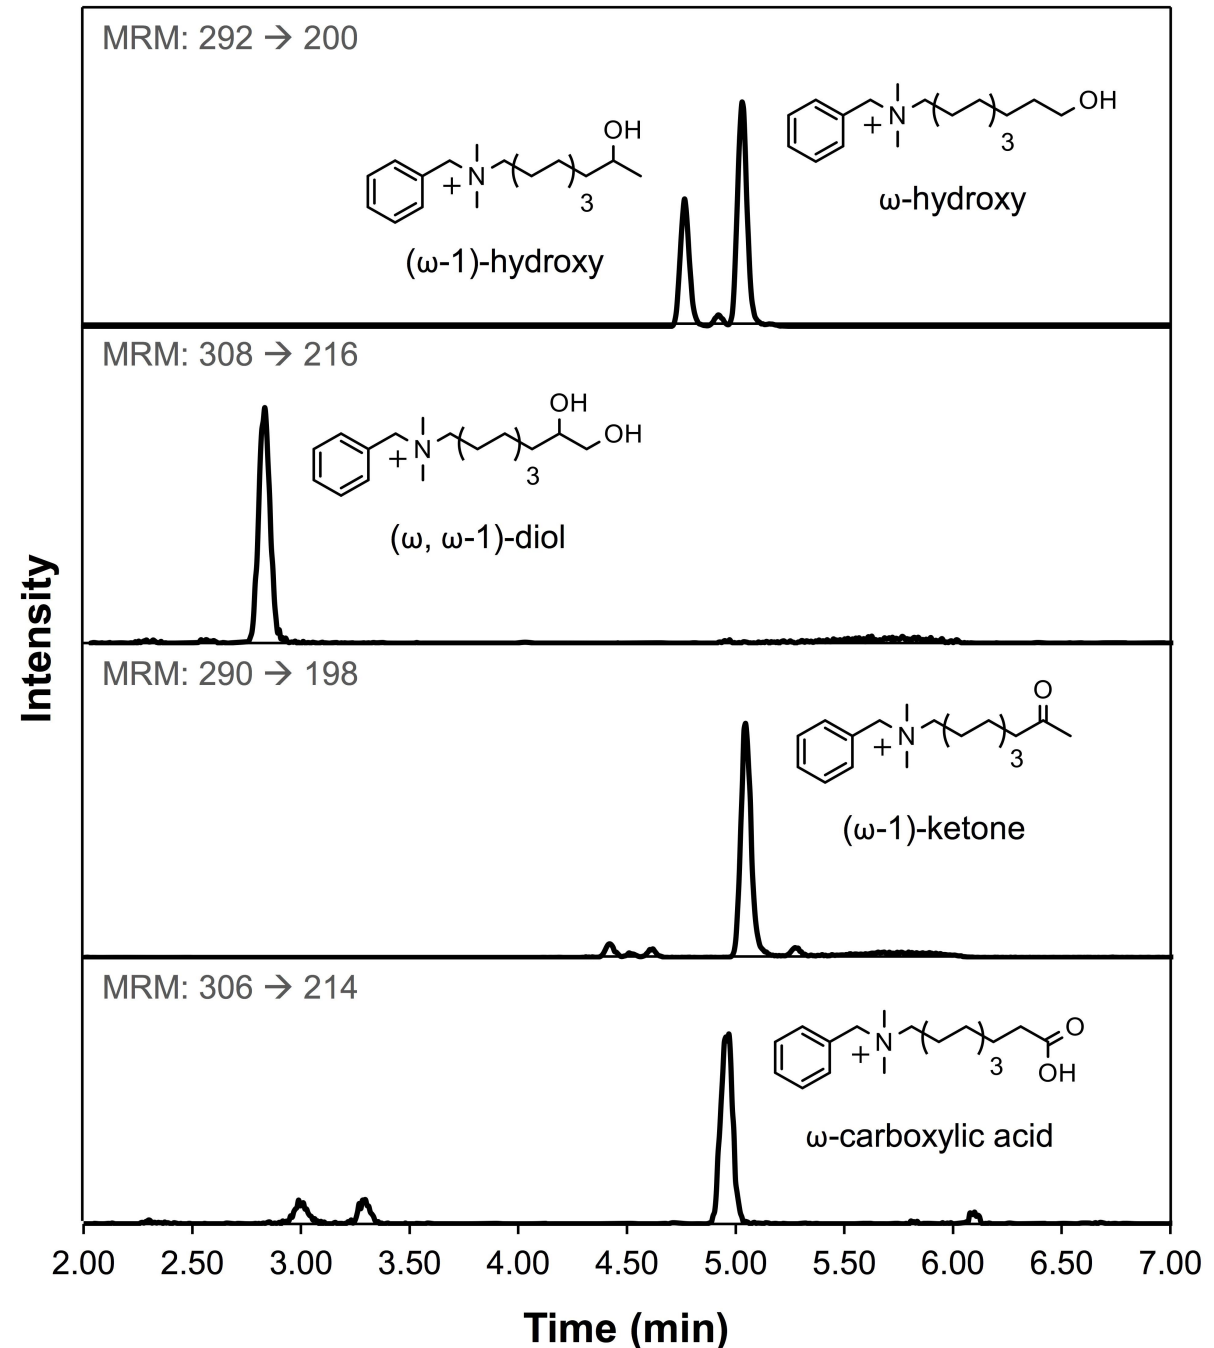 MRM: 292 → 200
OH
N
+
3
(ω-1)-hydroxy
OH
N
+
3
ω-hydroxy
MRM: 308 → 216
OH
OH
N
+
3
(ω, ω-1)-diol
MRM: 290 → 198
O
N
+
3
(ω-1)-ketone
MRM: 306 → 214
O
N
+
3
OH
ω-carboxylic acid
Intensity
2.00 2.50 3.00 3.50 4.00 4.50 5.00 5.50 6.00 6.50 7.00
Time (min)